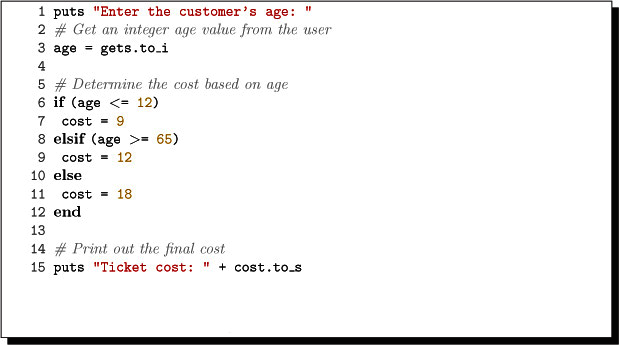 1 puts "Enter the customer's age: "
2 # Get an integer age value from the user
3 age = gets.to_i
4
5 # Determine the cost based on age
6 if (age <= 12)
7 cost = 9
8 elsif (age >= 65)
9 cost = 12
10 else
11 cost = 18
12 end
13
14 # Print out the final cost
15 puts "Ticket cost: " + cost.to_s